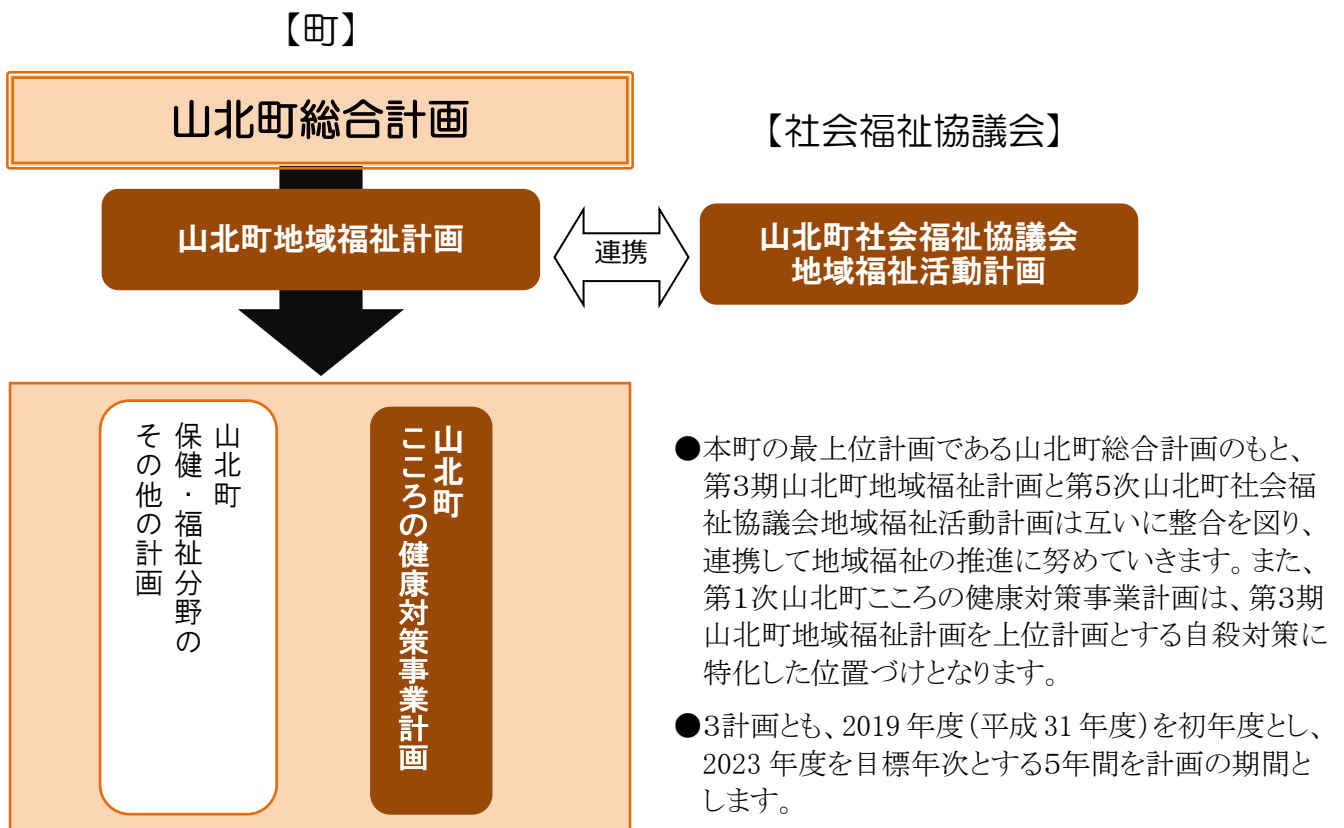 【町】
山北町総合計画
【社会福祉協議会】
山北町地域福祉計画
連携
山北町社会福祉協議会
地域福祉活動計画
山北町
保健・福祉分野の
その他の計画
山北町
こころの健康対策事業計画
●本町の最上位計画である山北町総合計画のもと、
第3期山北町地域福祉計画と第5次山北町社会福
祉協議会地域福祉活動計画は互いに整合を図り、
連携して地域福祉の推進に努めていきます。また、
第1次山北町こころの健康対策事業計画は、第3期
山北町地域福祉計画を上位計画とする自殺対策に
特化した位置づけとなります。
●3計画とも、2019年度(平成31年度)を初年度とし、
2023年度を目標年次とする5年間を計画の期間と
します。